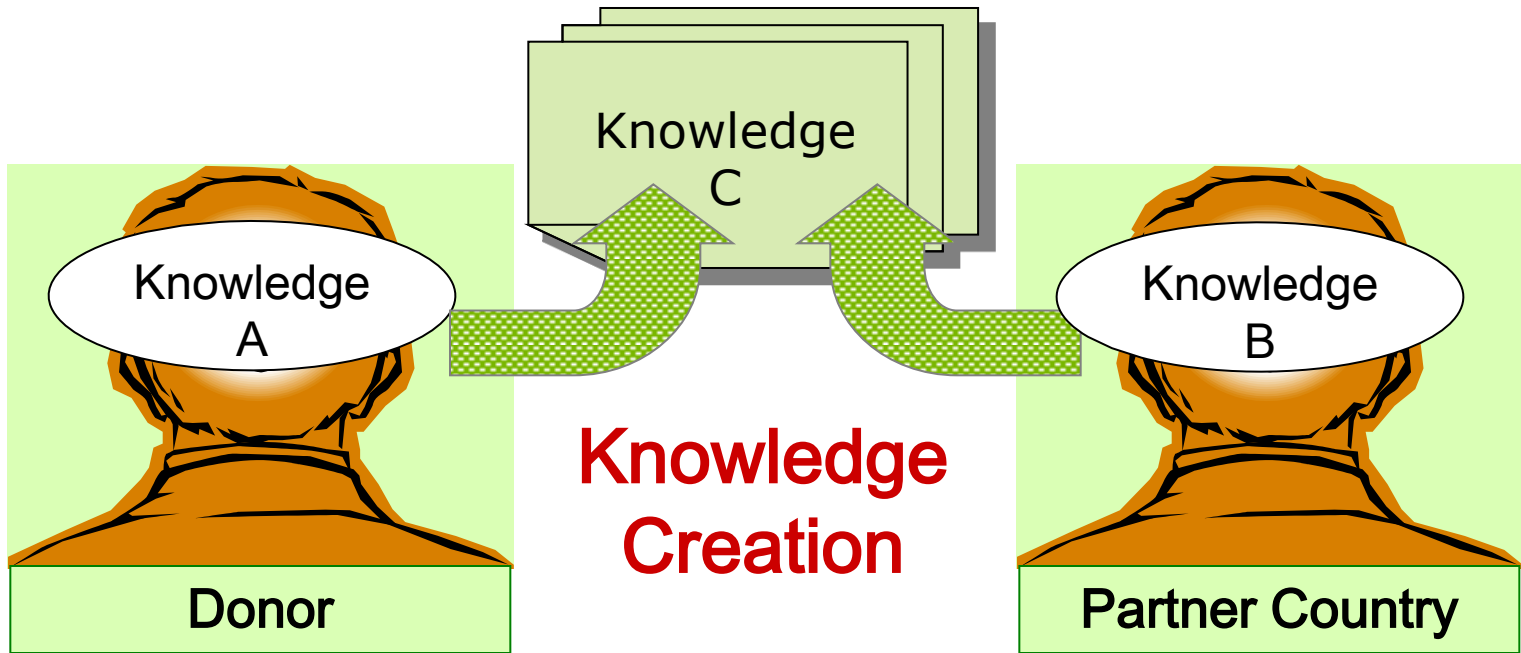 Knowledge
C
Knowledge
A
Knowledge
B
Knowledge
Creation
Donor
Partner Country